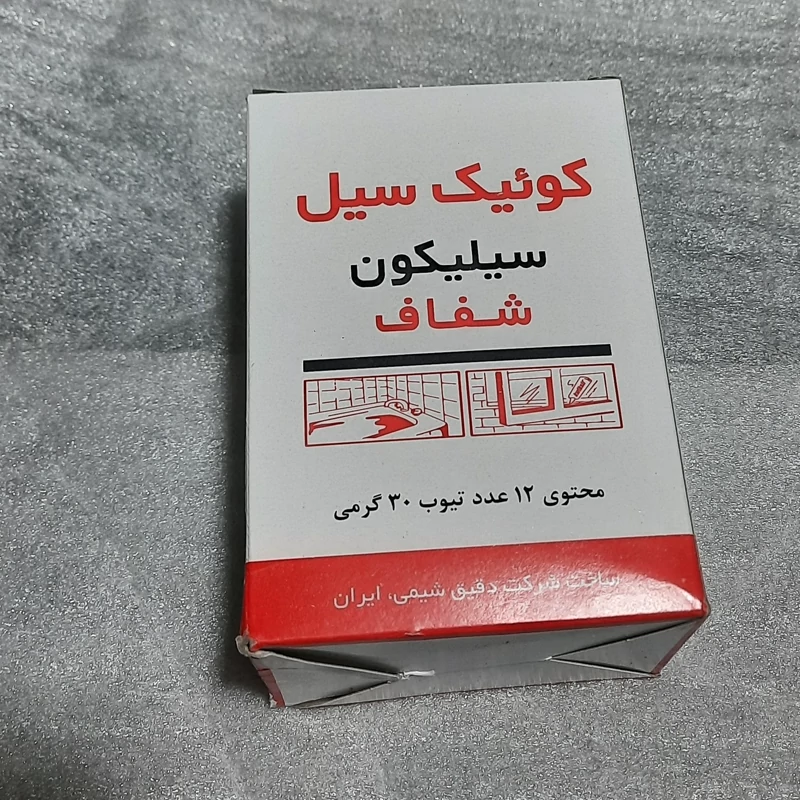 کوئیک سیل
سیلیکون
شفاف
محتوی ۱۲ عدد تیوب ۳۰ گرمی
ساخت شرکت دقیق شیمی، ایران